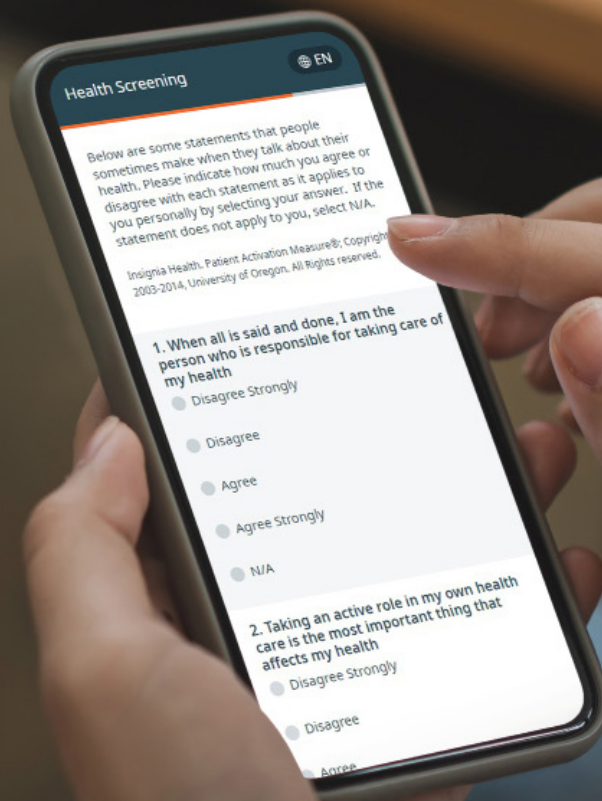 Health Screening
EN
Below are some statements that people
sometimes make when they talk about their
health. Please indicate how much you agree or
disagree with each statement as it applies to
you personally by selecting your answer. If the
statement does not apply to you, select N/A.
Insignia Health. Patient Activation Measure®; Copyright
2003-2014, University of Oregon. All Rights reserved.
1. When all is said and done, I am the
person who is responsible for taking care of
my health
Disagree Strongly
Disagree
Agree
Agree Strongly
N/A
2. Taking an active role in my own health
care is the most important thing that
affects my health
Disagree Strongly
Disagree
Agree